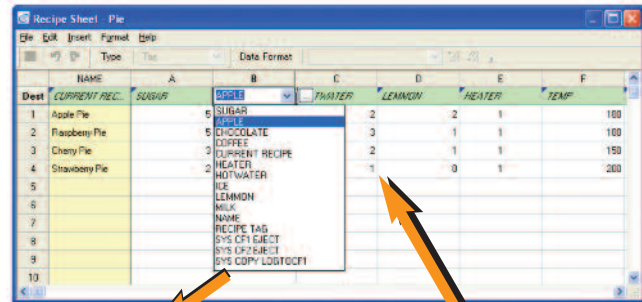 Recipe Sheet - Pie
File Edit Insert Format Help
Type Tag Data Format
NAME A B C D E F
Dest CURRENT REC... SUGAR APPLE ... TWATER LEMMON HEATER TEMP
1 Apple Pie 5 2 2 1 100
2 Raspberry Pie 5 3 1 1 100
3 Cherry Pie 3 2 1 1 150
4 Strawberry Pie 2 1 0 1 200
5
6
7
8
9
10
SUGAR
APPLE
CHOCOLATE
COFFEE
CURRENT RECIPE
HEATER
HOTWATER
ICE
LEMMON
MILK
NAME
RECIPE TAG
SYS CF1 EJECT
SYS CF2 EJECT
SYS COPY LOGTOCF1